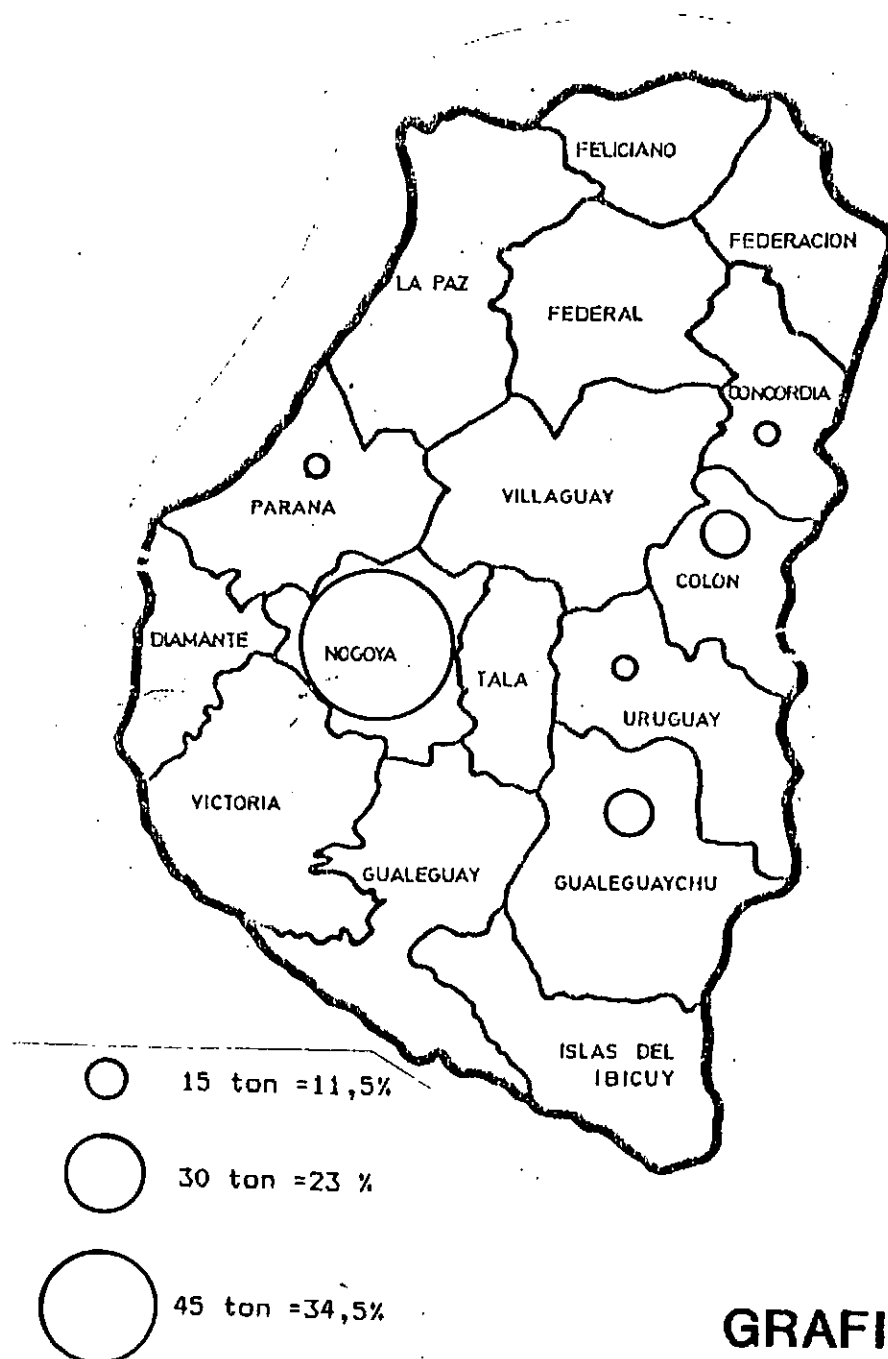 FELICIANO
FEDERACION
LA PAZ
FEDERAL
CONCORDIA
VILLAGUAY
PARANA
COLON
DIAMANTE
NOGOYA
TALA
URUGUAY
VICTORIA
GUALEGUAY
GUALEGUAYCHU
ISLAS DEL
IBICUY
15 ton =11,5%
30 ton =23 %
45 ton =34,5%
GRAFI